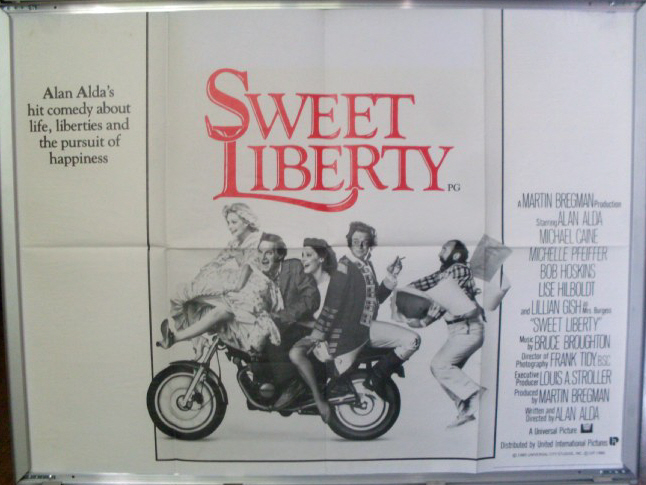 Alan Alda's
hit comedy about
life, liberties and
the pursuit of
happiness
SWEET
LIBERTY
PG
A MARTIN BREGMAN Production
Starring ALAN ALDA
MICHAEL CAINE
MICHELLE PFEIFFER
BOB HOSKINS
LISE HILBOLDT
and LILLIAN GISH as Mrs. Burgess
"SWEET LIBERTY"
Music by BRUCE BROUGHTON
Director of Photography FRANK TIDY, BSC
Executive Producer LOUIS A. STROLLER
Produced by MARTIN BREGMAN
Written and Directed by ALAN ALDA
A Universal Picture
Distributed by United International Pictures